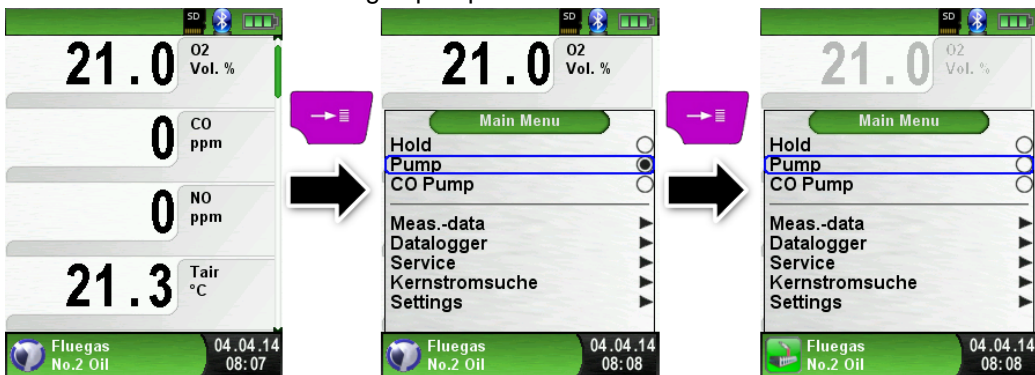 SD
21.0 O2 Vol. %
0 CO ppm
0 NO ppm
21.3 Tair °C
Fluegas 04.04.14
No.2 Oil 08:07
SD
21.0 O2 Vol. %
Main Menu
Hold
Pump
CO Pump
Meas.-data
Datalogger
Service
Kernstromsuche
Settings
Fluegas 04.04.14
No.2 Oil 08:08
SD
21.0 O2 Vol. %
Main Menu
Hold
Pump
CO Pump
Meas.-data
Datalogger
Service
Kernstromsuche
Settings
Fluegas 04.04.14
No.2 Oil 08:08